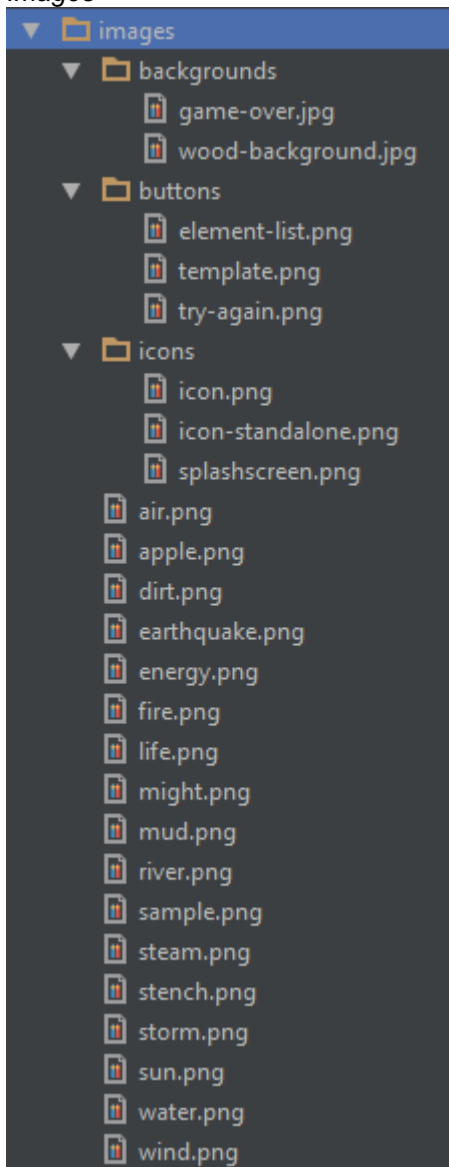 images
backgrounds
game-over.jpg
wood-background.jpg
buttons
element-list.png
template.png
try-again.png
icons
icon.png
icon-standalone.png
splashscreen.png
air.png
apple.png
dirt.png
earthquake.png
energy.png
fire.png
life.png
might.png
mud.png
river.png
sample.png
steam.png
stench.png
storm.png
sun.png
water.png
wind.png